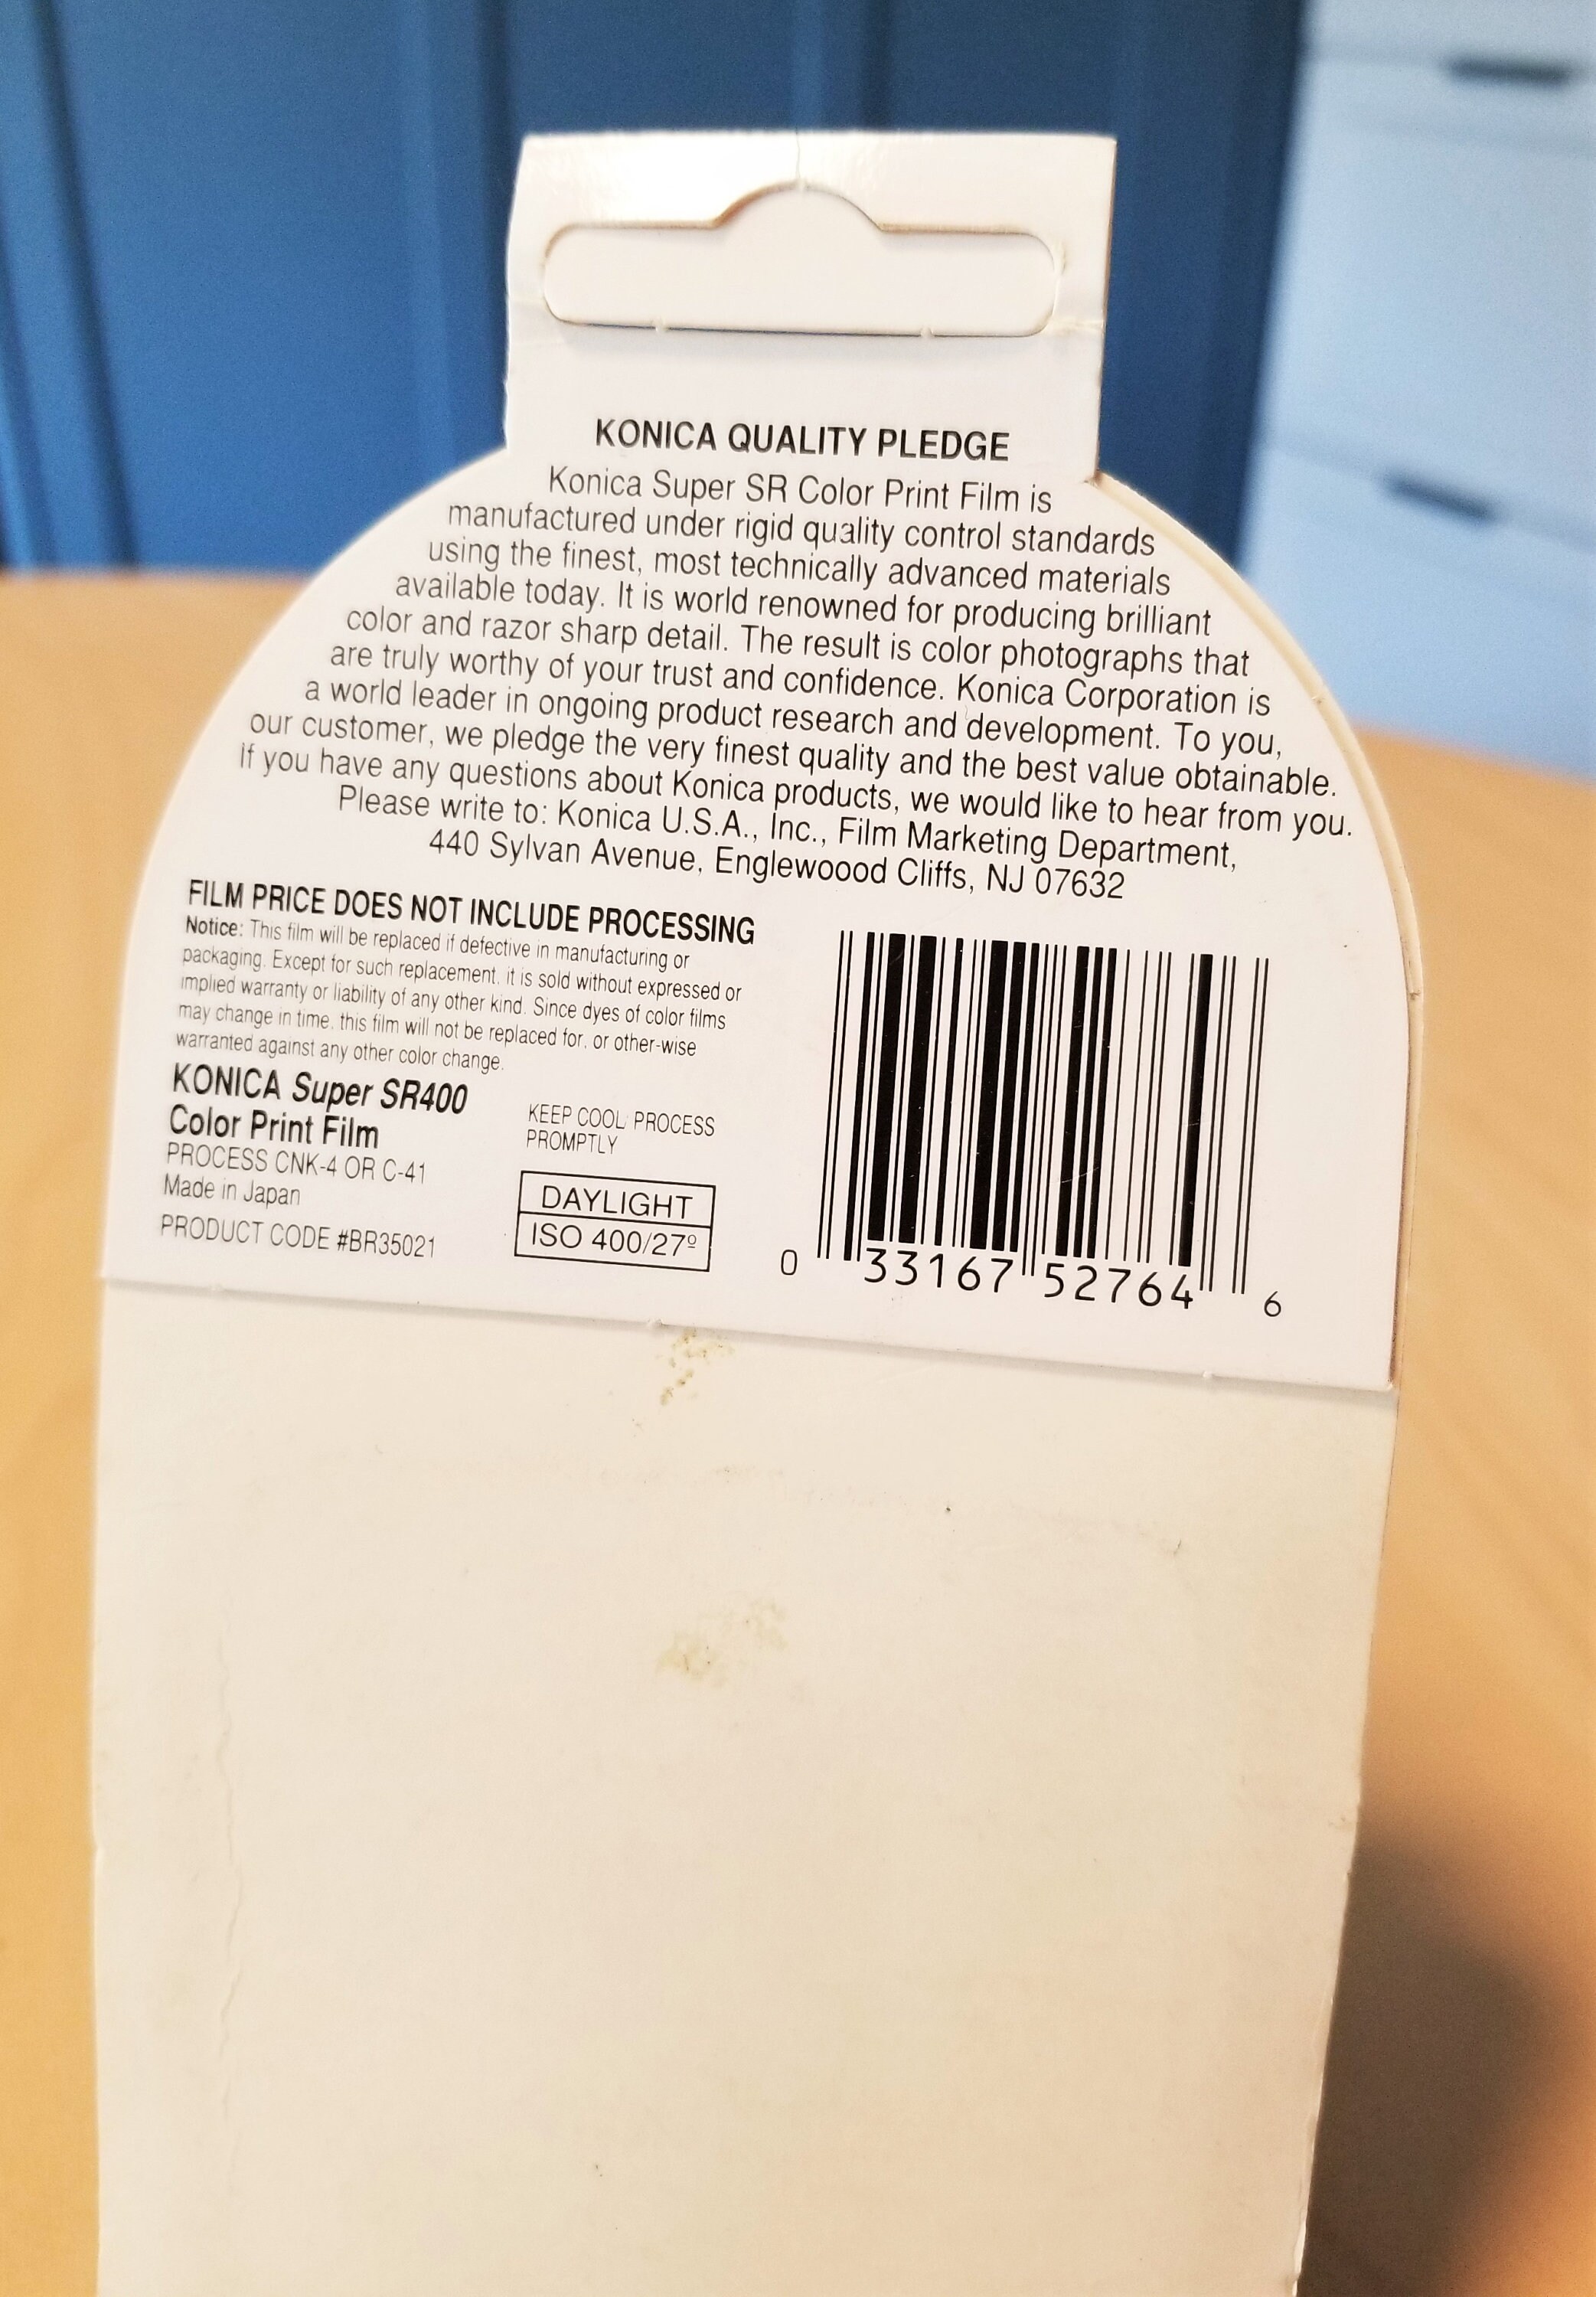 KONICA QUALITY PLEDGE
Konica Super SR Color Print Film is
manufactured under rigid quality control standards
using the finest, most technically advanced materials
available today. It is world renowned for producing brilliant
color and razor sharp detail. The result is color photographs that
are truly worthy of your trust and confidence. Konica Corporation is
a world leader in ongoing product research and development. To you,
our customer, we pledge the very finest quality and the best value obtainable.
If you have any questions about Konica products, we would like to hear from you.
Please write to: Konica U.S.A., Inc., Film Marketing Department,
440 Sylvan Avenue, Englewoood Cliffs, NJ 07632
FILM PRICE DOES NOT INCLUDE PROCESSING
Notice: This film will be replaced if defective in manufacturing or
packaging. Except for such replacement, it is sold without expressed or
implied warranty or liability of any other kind. Since dyes of color films
may change in time, this film will not be replaced for, or other-wise
warranted against any other color change.
KONICA Super SR400
Color Print Film
PROCESS CNK-4 OR C-41
Made in Japan
PRODUCT CODE #BR35021
KEEP COOL PROCESS
PROMPTLY
DAYLIGHT
ISO 400/27º
0 33167 52764 6